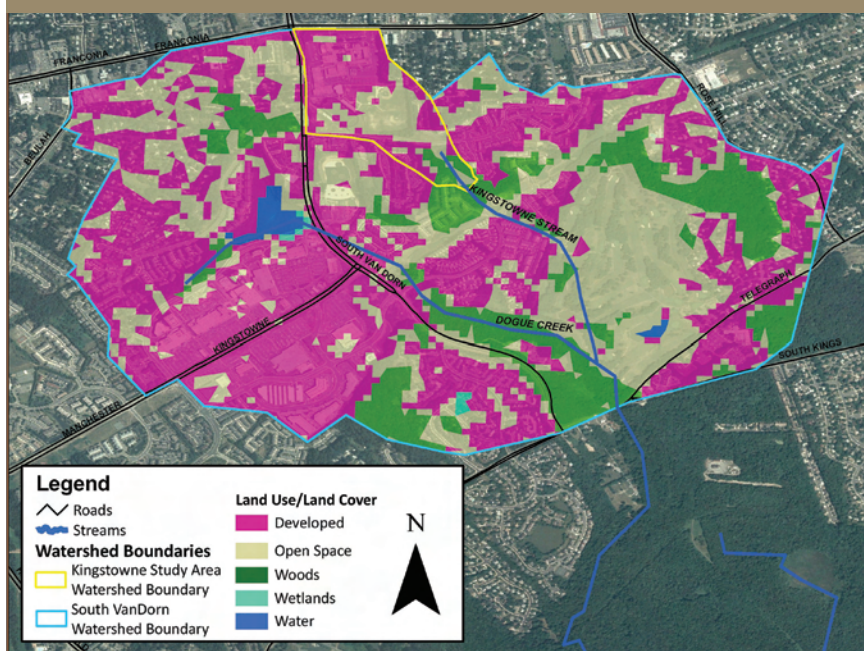 FRANCONIA
FRANCONIA
BEULAH
ROSE HILL
KINGSTOWNE STREAM
SOUTH VAN DORN
TELEGRAPH
DOGUE CREEK
SOUTH KINGS
KINGSTOWNE
MANCHESTER
Legend
Roads
Streams
Watershed Boundaries
Kingstowne Study Area
Watershed Boundary
South VanDorn
Watershed Boundary
Land Use/Land Cover
Developed
Open Space
Woods
Wetlands
Water
N